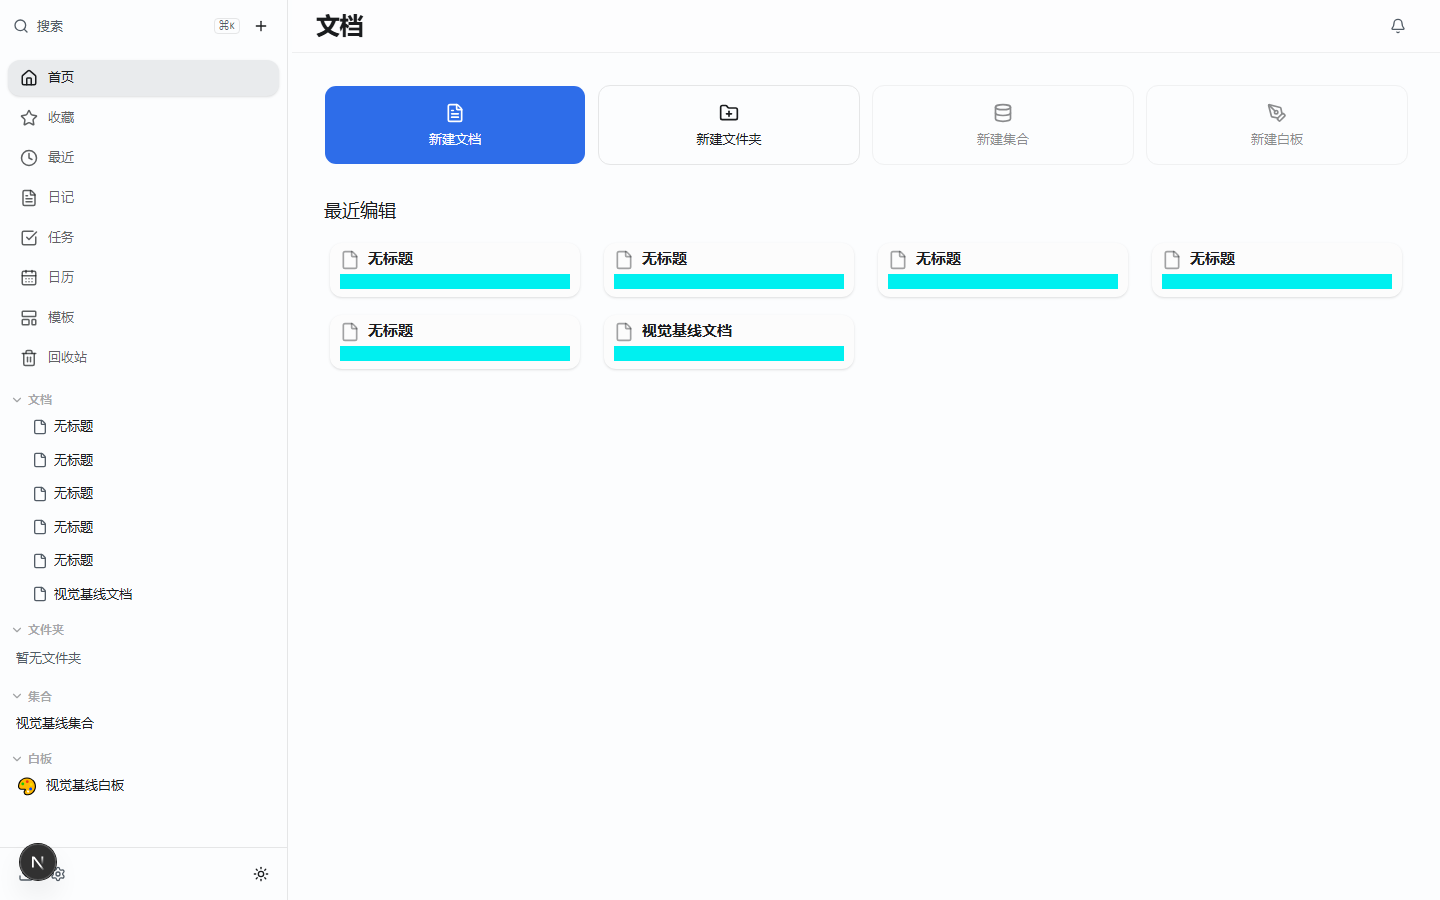 搜索
⌘K
首页
收藏
最近
日记
任务
日历
模板
回收站
文档
无标题
无标题
无标题
无标题
无标题
视觉基线文档
文件夹
暂无文件夹
集合
视觉基线集合
白板
视觉基线白板
N
文档
新建文档
新建文件夹
新建集合
新建白板
最近编辑
无标题
无标题
无标题
无标题
无标题
视觉基线文档